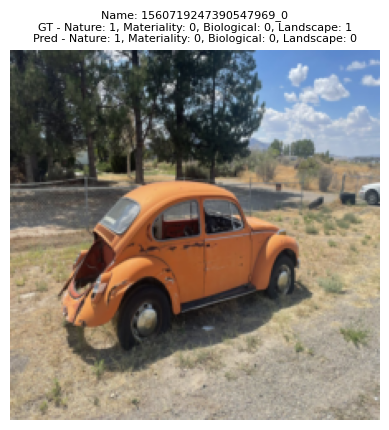 Name: 1560719247390547969_0
GT - Nature: 1, Materiality: 0, Biological: 0, Landscape: 1
Pred - Nature: 1, Materiality: 0, Biological: 0, Landscape: 0